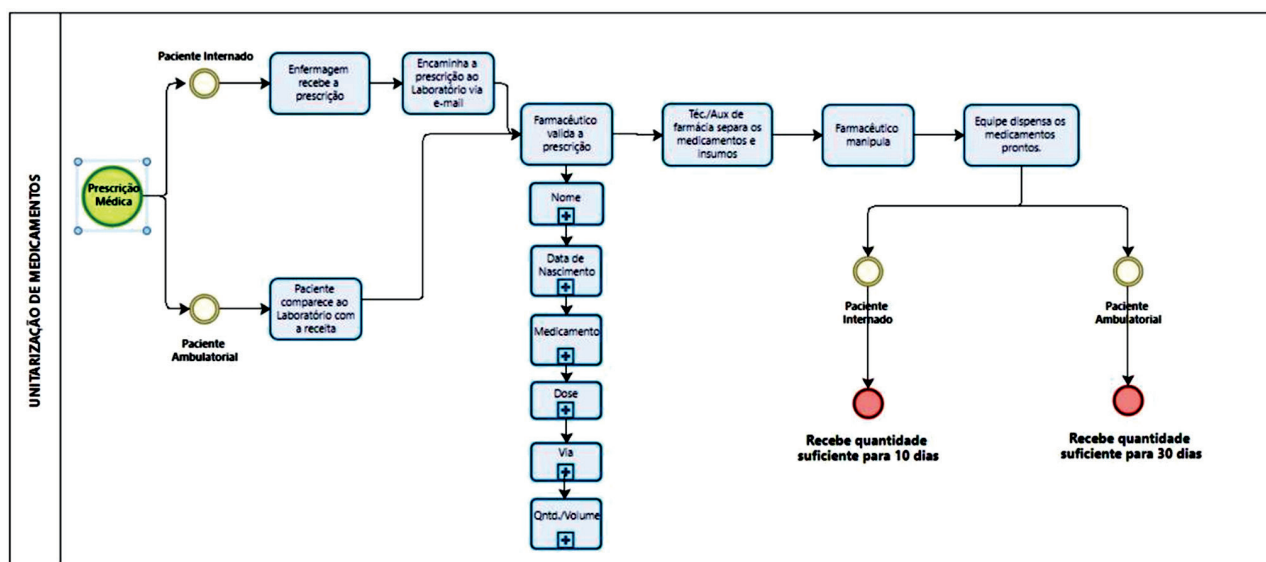 UNITARIZAÇÃO DE MEDICAMENTOS
Prescrição
Médica
Paciente Internado
Enfermagem
recebe a
prescrição
Encaminha a
prescrição ao
Laboratório via
e-mail
Paciente
Ambulatorial
Paciente
comparece ao
Laboratório com
a receita
Farmacêutico
valida a
prescrição
Nome
Data de
Nascimento
Medicamento
Dose
Via
Qntd./Volume
Téc./Aux de
farmácia separa os
medicamentos e
insumos
Farmacêutico
manipula
Equipe dispensa os
medicamentos
prontos.
Paciente
Internado
Recebe quantidade
suficiente para 10 dias
Paciente
Ambulatorial
Recebe quantidade
suficiente para 30 dias